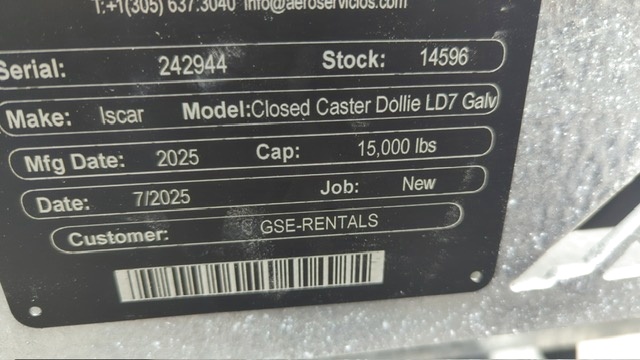 T:+1(305) 637.3040 info@aeroservicios.com
Serial: 242944 Stock: 14596
Make: Iscar Model:Closed Caster Dollie LD7 Galv
Mfg Date: 2025 Cap: 15,000 lbs
Date: 7/2025 Job: New
Customer: GSE-RENTALS